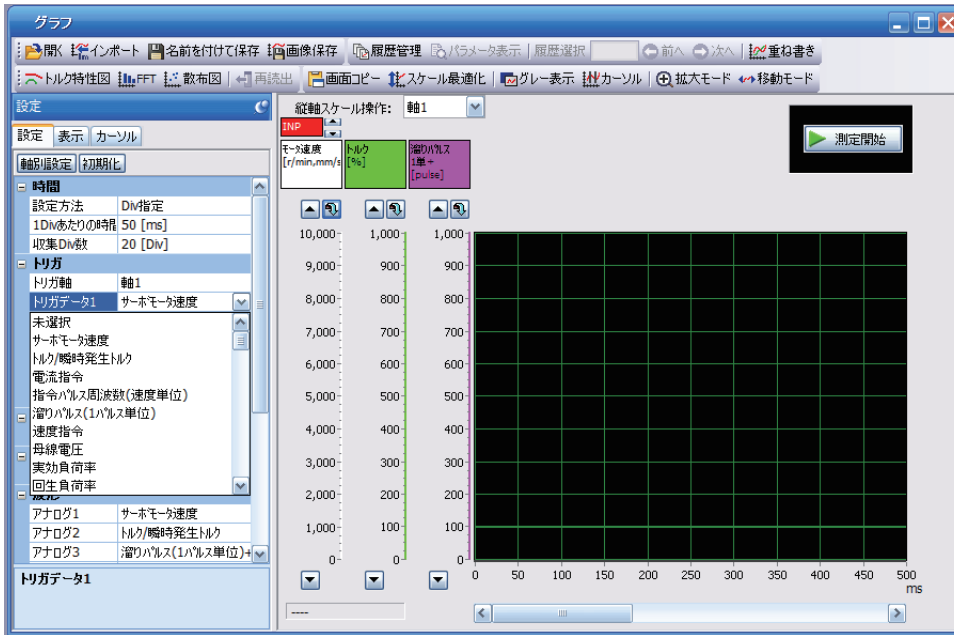 グラフ
開く インポート 名前を付けて保存 画像保存 履歴管理 パラメータ表示 履歴選択 前へ 次へ 重ね書き
トルク特性図 FFT 散布図 再読出 画面コピー スケール最適化 グレー表示 カーソル 拡大モード 移動モード
設定
設定 表示 カーソル
軸別設定 初期化
時間
設定方法 Div指定
1Divあたりの時間 50 [ms]
収集Div数 20 [Div]
トリガ
トリガ軸 軸1
トリガデータ1 サーボモータ速度
未選択
サーボモータ速度
トルク/瞬時発生トルク
電流指令
指令パルス周波数(速度単位)
溜りパルス(1パルス単位)
速度指令
母線電圧
実効負荷率
回生負荷率
波形
アナログ1 サーボモータ速度
アナログ2 トルク/瞬時発生トルク
アナログ3 溜りパルス(1パルス単位)+
トリガデータ1
縦軸スケール操作: 軸1
INP
モータ速度
[r/min,mm/s
トルク
[%]
溜りパルス
1単+
[pulse]
測定開始
10,000 1,000 1,000
9,000 900 900
8,000 800 800
7,000 700 700
6,000 600 600
5,000 500 500
4,000 400 400
3,000 300 300
2,000 200 200
1,000 100 100
0 0 0
0 50 100 150 200 250 300 350 400 450 500
ms
----